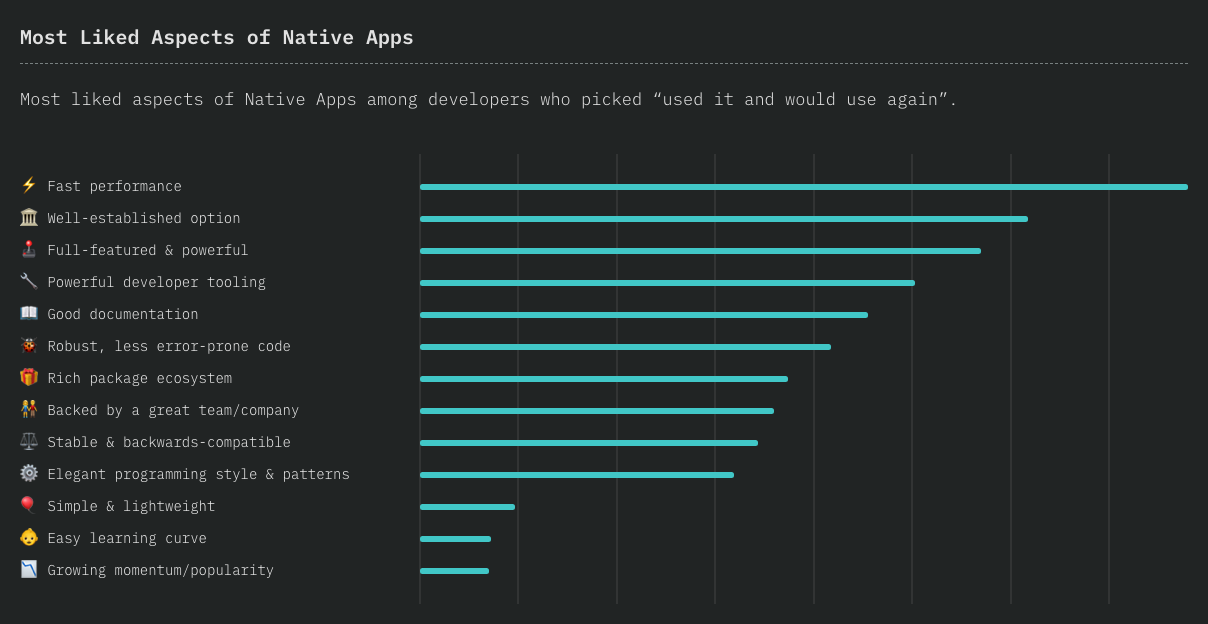 Most Liked Aspects of Native Apps
Most liked aspects of Native Apps among developers who picked “used it and would use again”.
Fast performance
Well-established option
Full-featured & powerful
Powerful developer tooling
Good documentation
Robust, less error-prone code
Rich package ecosystem
Backed by a great team/company
Stable & backwards-compatible
Elegant programming style & patterns
Simple & lightweight
Easy learning curve
Growing momentum/popularity